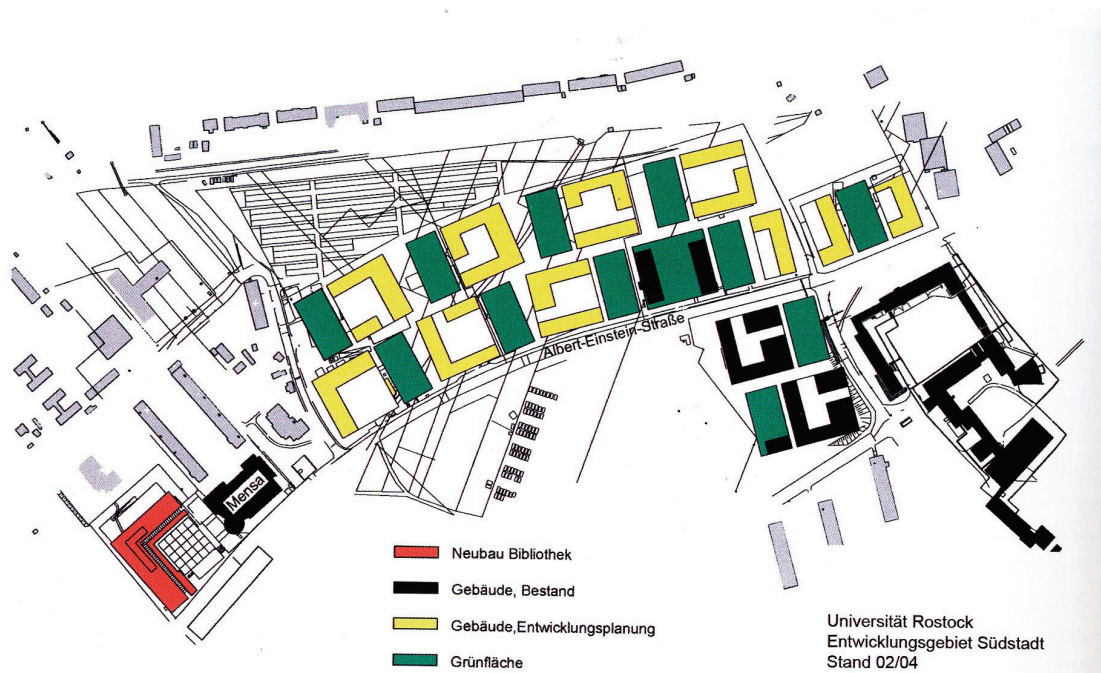 Albert-Einstein-Straße
Mensa
Neubau Bibliothek
Gebäude, Bestand
Gebäude,Entwicklungsplanung
Grünfläche
Universität Rostock
Entwicklungsgebiet Südstadt
Stand 02/04